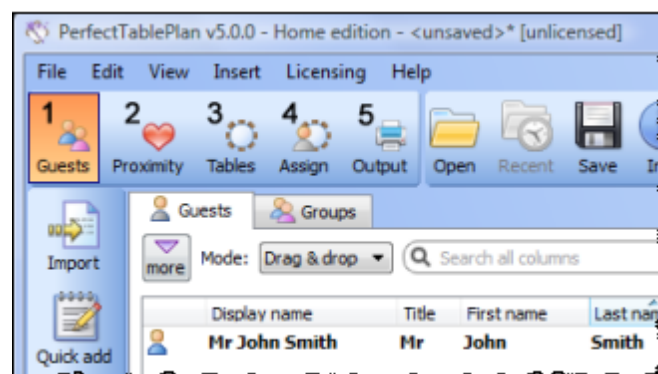 PerfectTablePlan v5.0.0 - Home edition - <unsaved>* [unlicensed]
File Edit View Insert Licensing Help
1 2 3 4 5
Guests Proximity Tables Assign Output Open Recent Save
Guests Groups
Import more Mode: Drag & drop Search all columns
Display name Title First name Last nam
Quick add Mr John Smith Mr John Smith